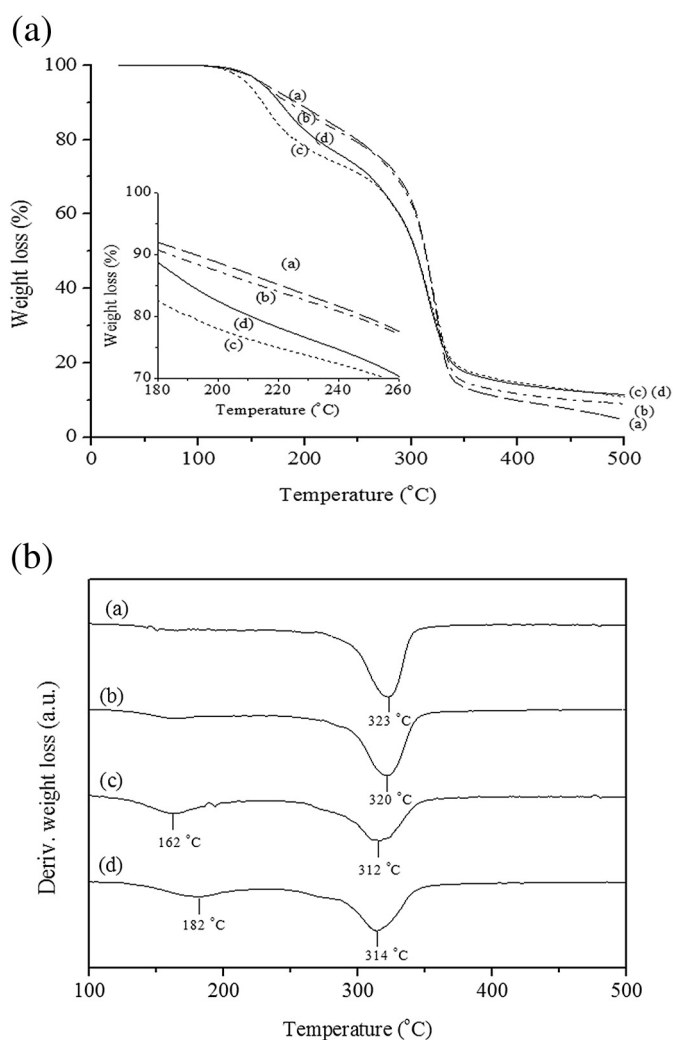 (a)
100
80
60
40
20
0
Weight loss (%)
(a)
(b)
(d)
(c)
100
90
80
70
Weight loss (%)
(a)
(b)
(d)
(c)
180 200 220 240 260
Temperature (°C)
(c) (d)
(b)
(a)
0 100 200 300 400 500
Temperature (°C)
(b)
Deriv. weight loss (a.u.)
(a)
323 °C
(b)
320 °C
(c)
162 °C
312 °C
(d)
182 °C
314 °C
100 200 300 400 500
Temperature (°C)